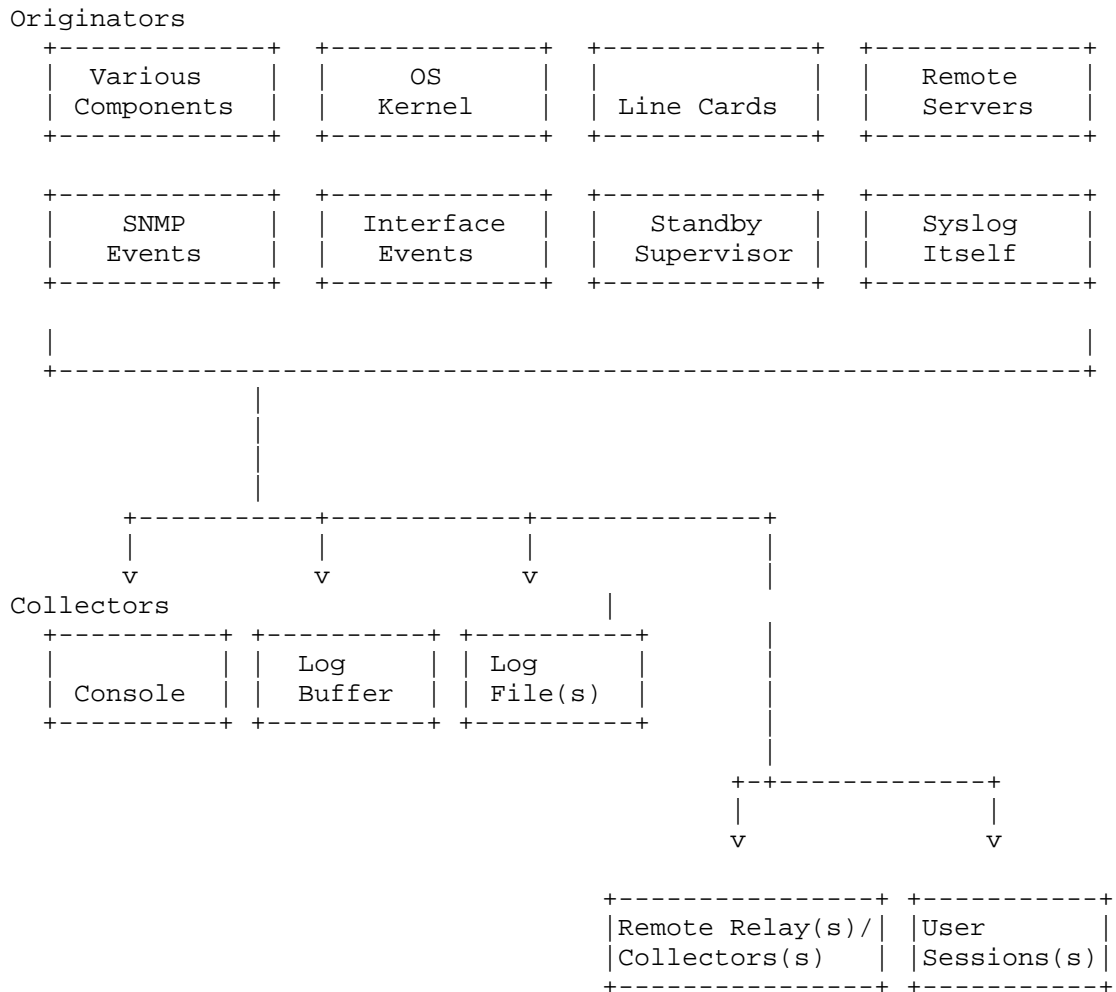 Originators
Various OS Remote
Components Kernel Line Cards Servers
SNMP Interface Standby Syslog
Events Events Supervisor Itself
v v v
Collectors
Log Log
Console Buffer File(s)
v v
Remote Relay(s)/ User
Collectors(s) Sessions(s)